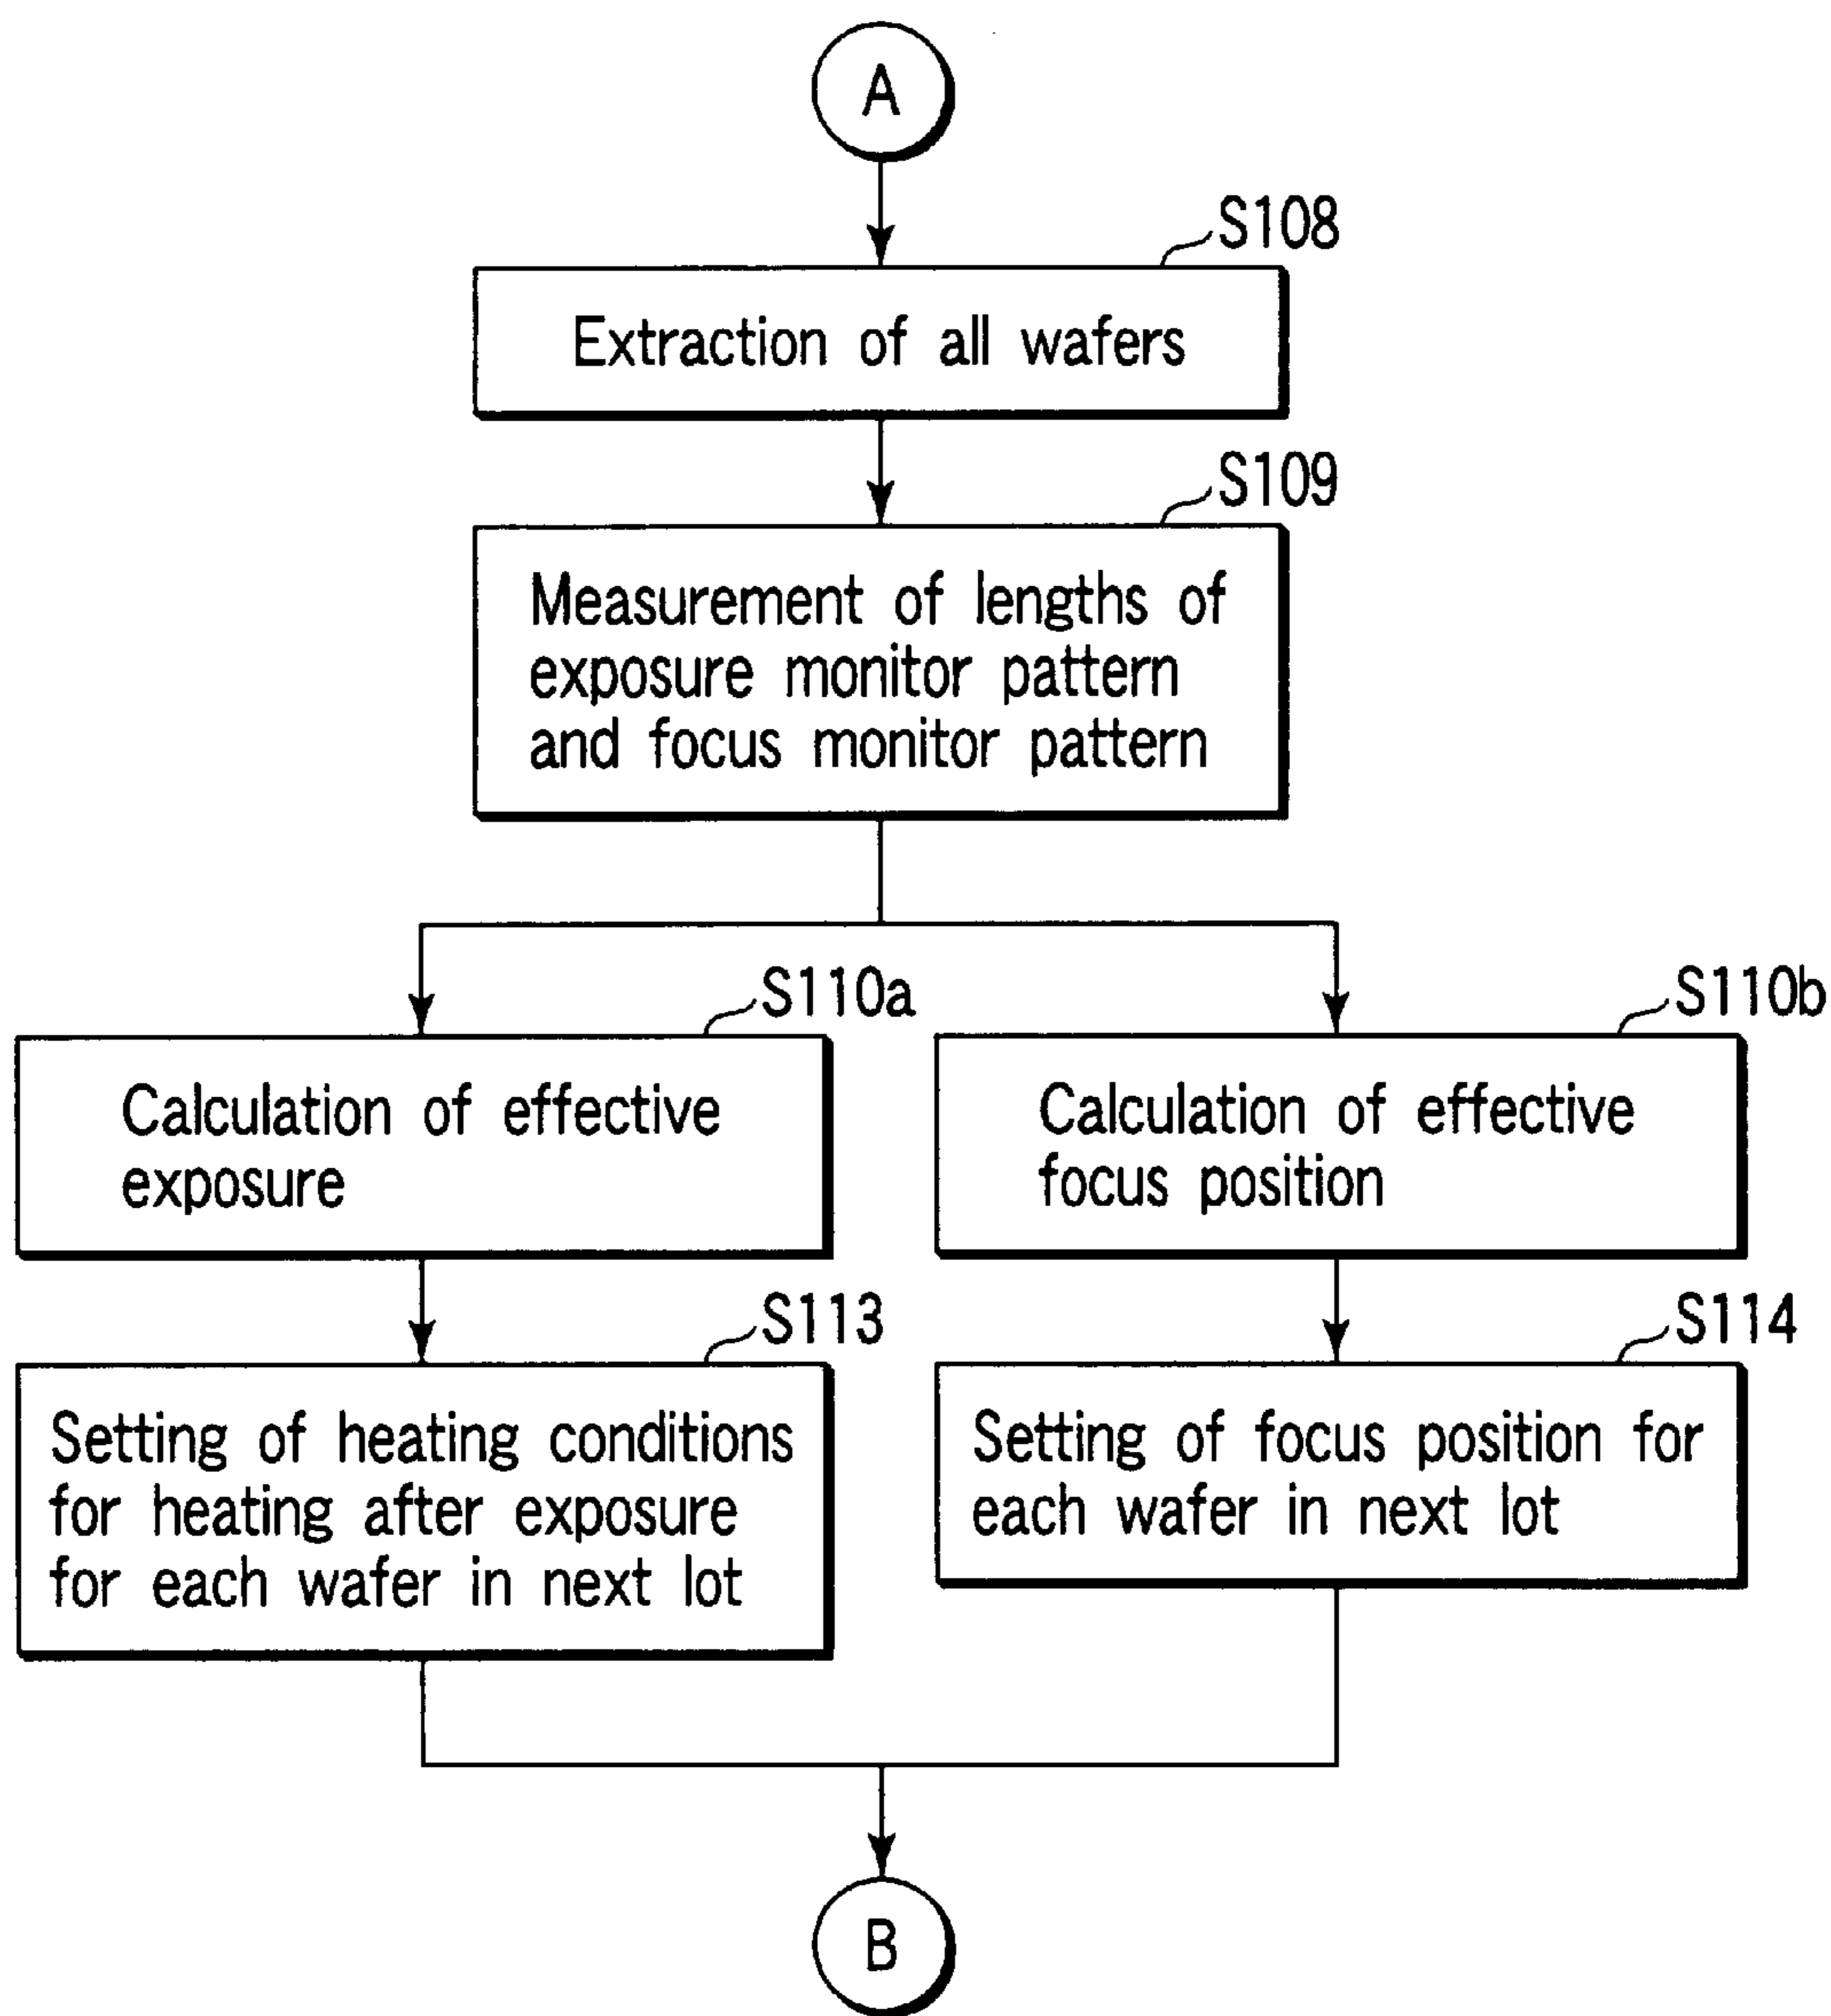 A
S108
Extraction of all wafers
S109
Measurement of lengths of
exposure monitor pattern
and focus monitor pattern
S110a
Calculation of effective
exposure
S110b
Calculation of effective
focus position
S113
Setting of heating conditions
for heating after exposure
for each wafer in next lot
S114
Setting of focus position for
each wafer in next lot
B